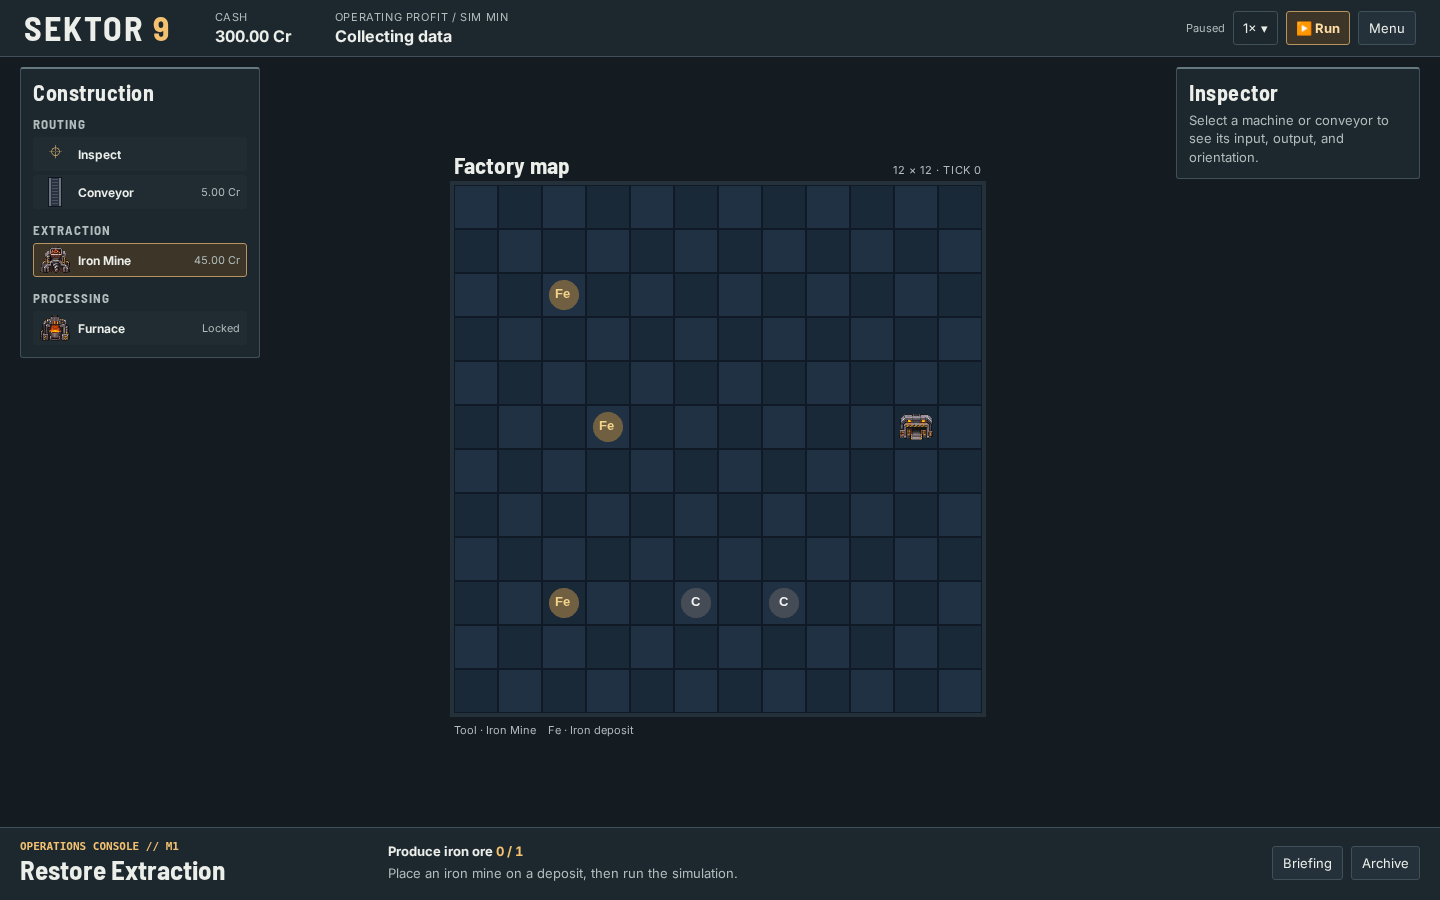 SEKTOR 9
CASH
300.00 Cr
OPERATING PROFIT / SIM MIN
Collecting data
Paused
1× ▾
▶ Run
Menu
Construction
ROUTING
Inspect
Conveyor 5.00 Cr
EXTRACTION
Iron Mine 45.00 Cr
PROCESSING
Furnace Locked
Factory map
12 × 12 · TICK 0
Fe
Fe
Fe C C
Tool · Iron Mine Fe · Iron deposit
Inspector
Select a machine or conveyor to
see its input, output, and
orientation.
OPERATIONS CONSOLE // M1
Restore Extraction
Produce iron ore 0 / 1
Place an iron mine on a deposit, then run the simulation.
Briefing
Archive